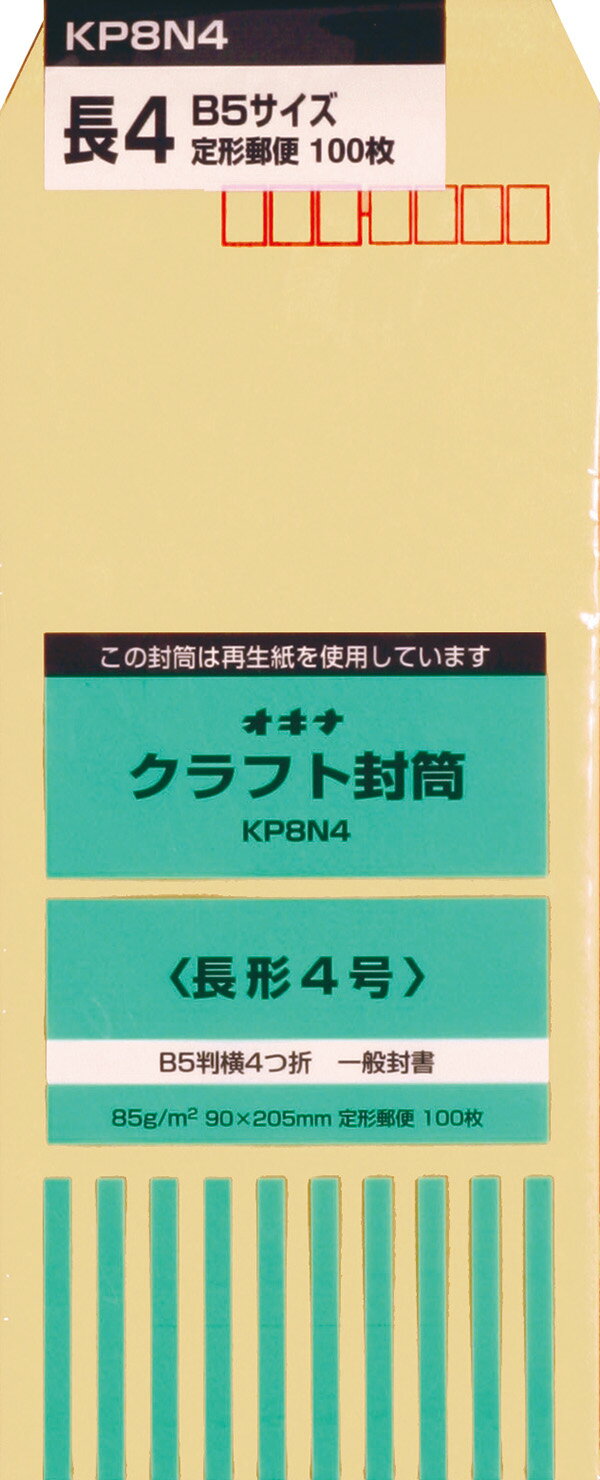 KP8N4
長4
B5サイズ
定形郵便 100枚
この封筒は再生紙を使用しています
オキナ
クラフト封筒
KP8N4
〈長形4号〉
B5判横4つ折　一般封書
85g/m² 90×205mm 定形郵便 100枚